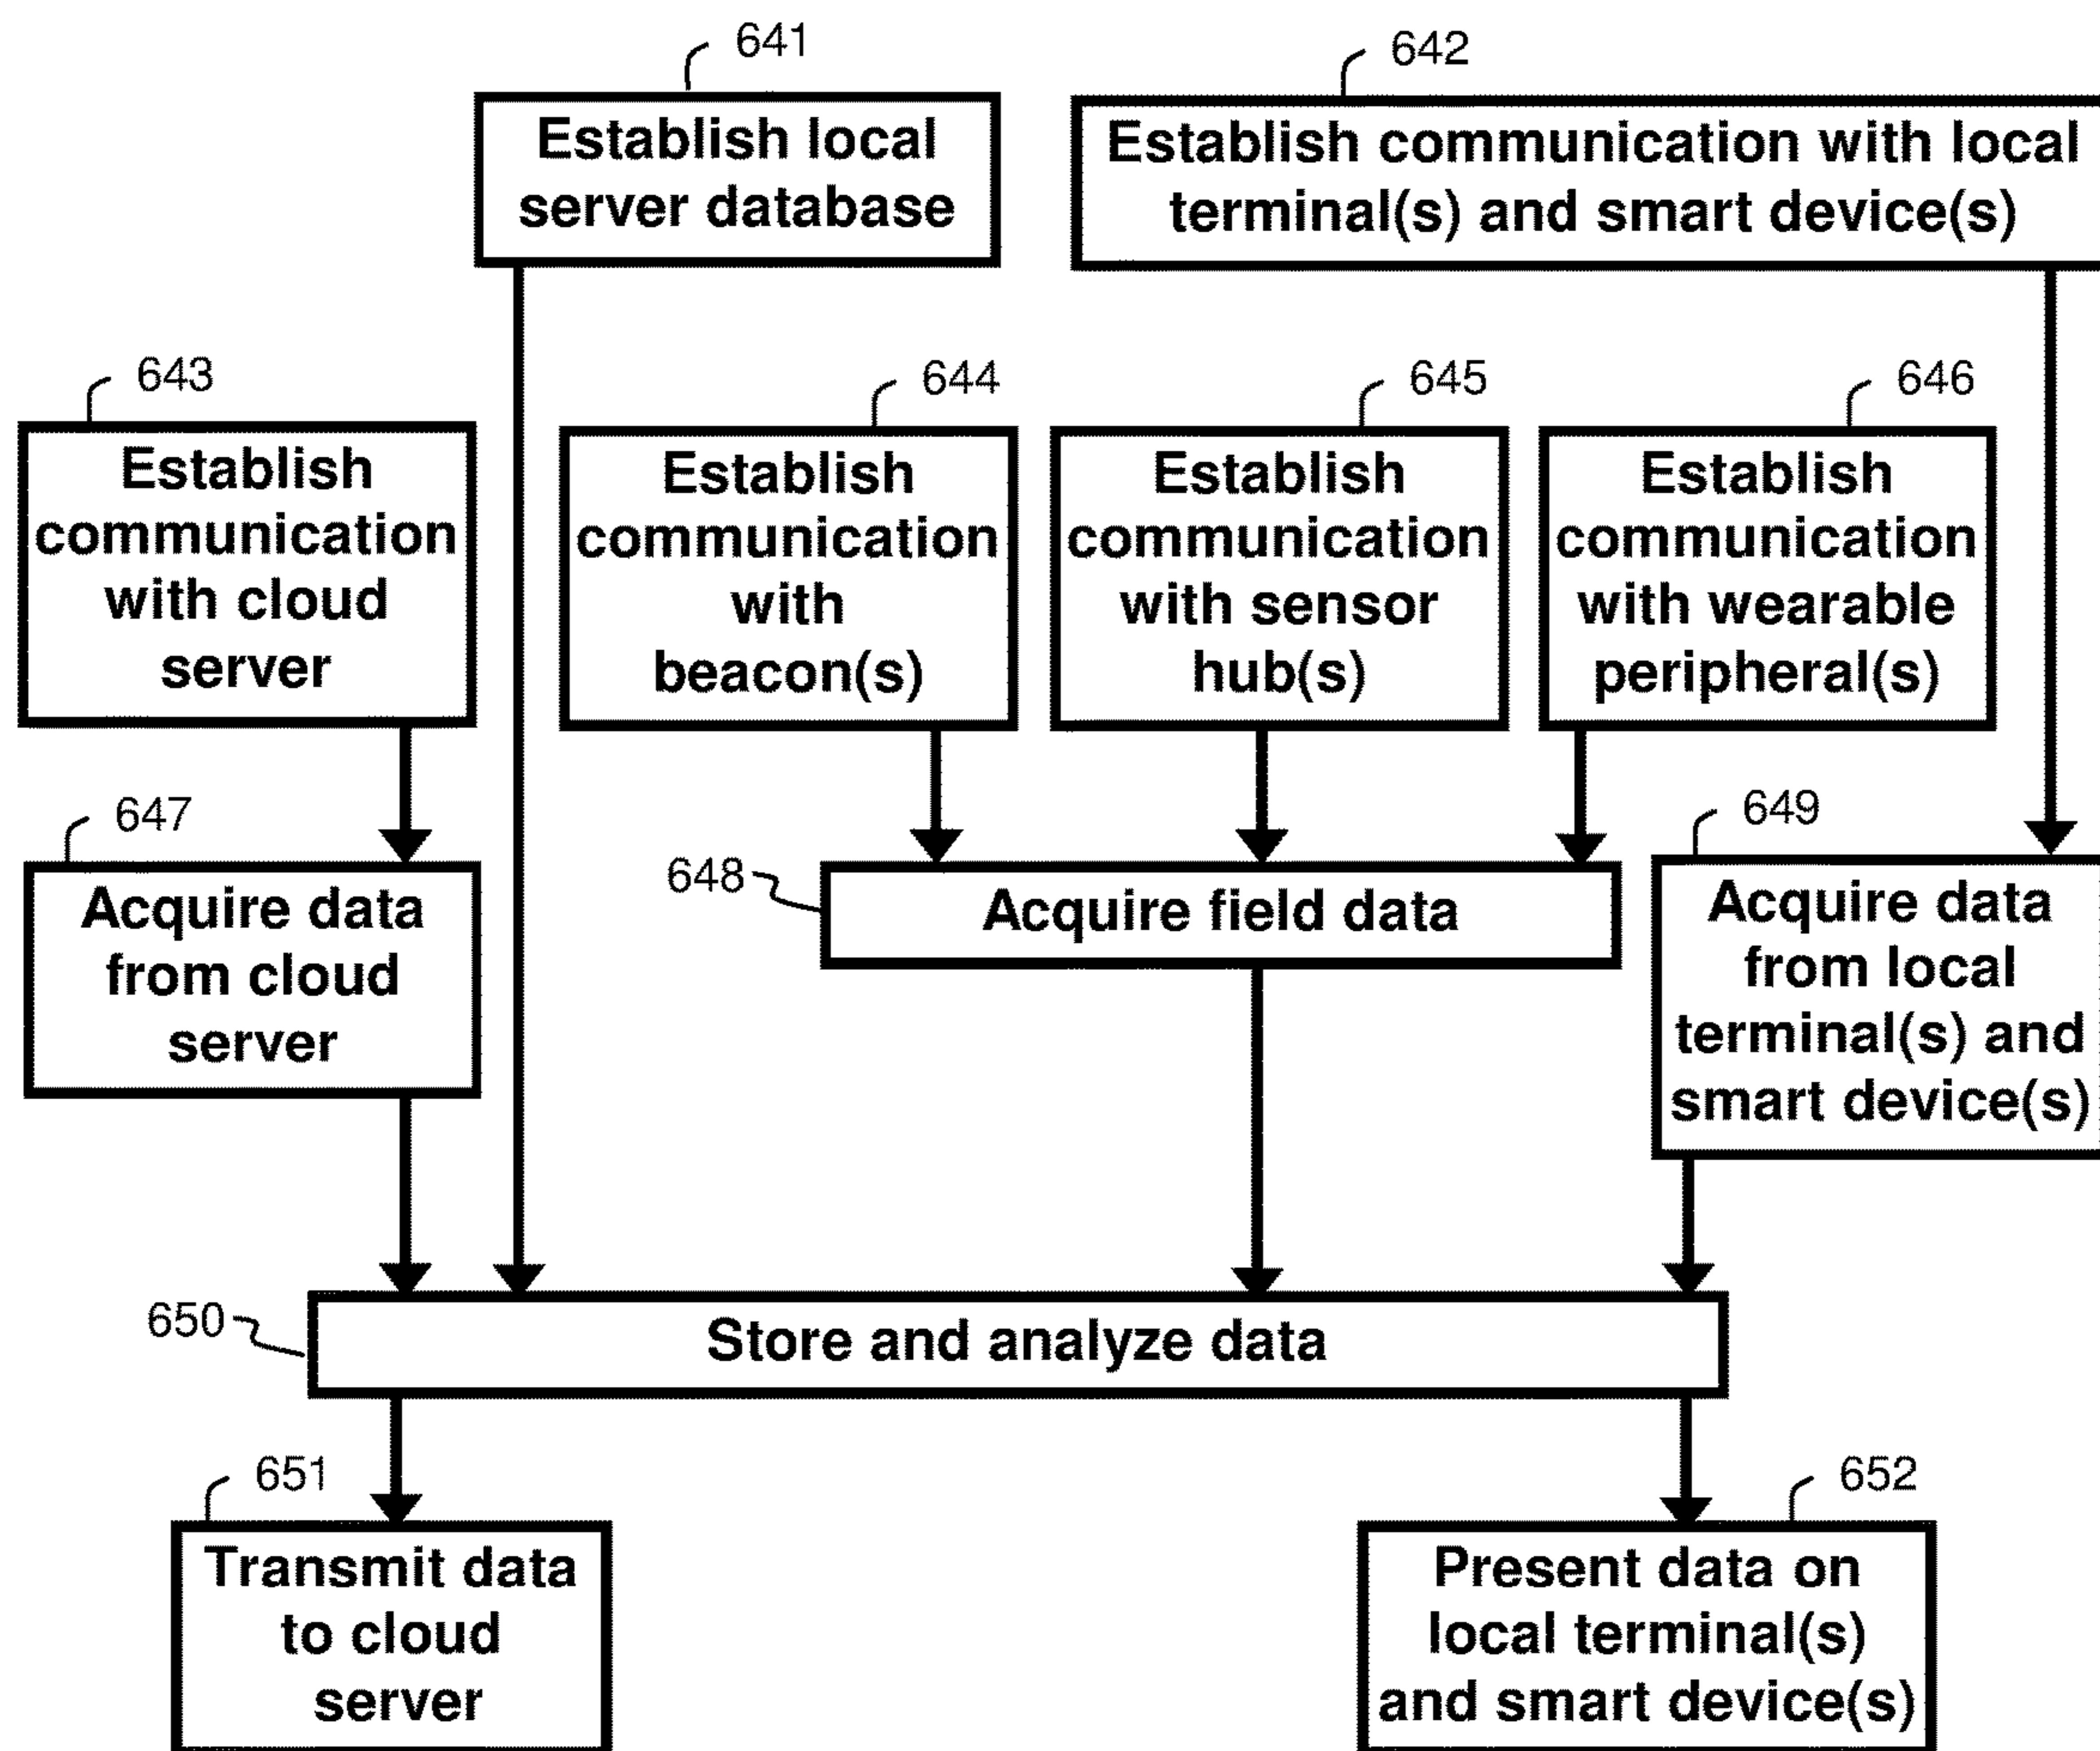 641
Establish local
server database
642
Establish communication with local
terminal(s) and smart device(s)
643
Establish
communication
with cloud
server
644
Establish
communication
with
beacon(s)
645
Establish
communication
with sensor
hub(s)
646
Establish
communication
with wearable
peripheral(s)
647
Acquire data
from cloud
server
648
Acquire field data
649
Acquire data
from local
terminal(s) and
smart device(s)
650
Store and analyze data
651
Transmit data
to cloud
server
652
Present data on
local terminal(s)
and smart device(s)